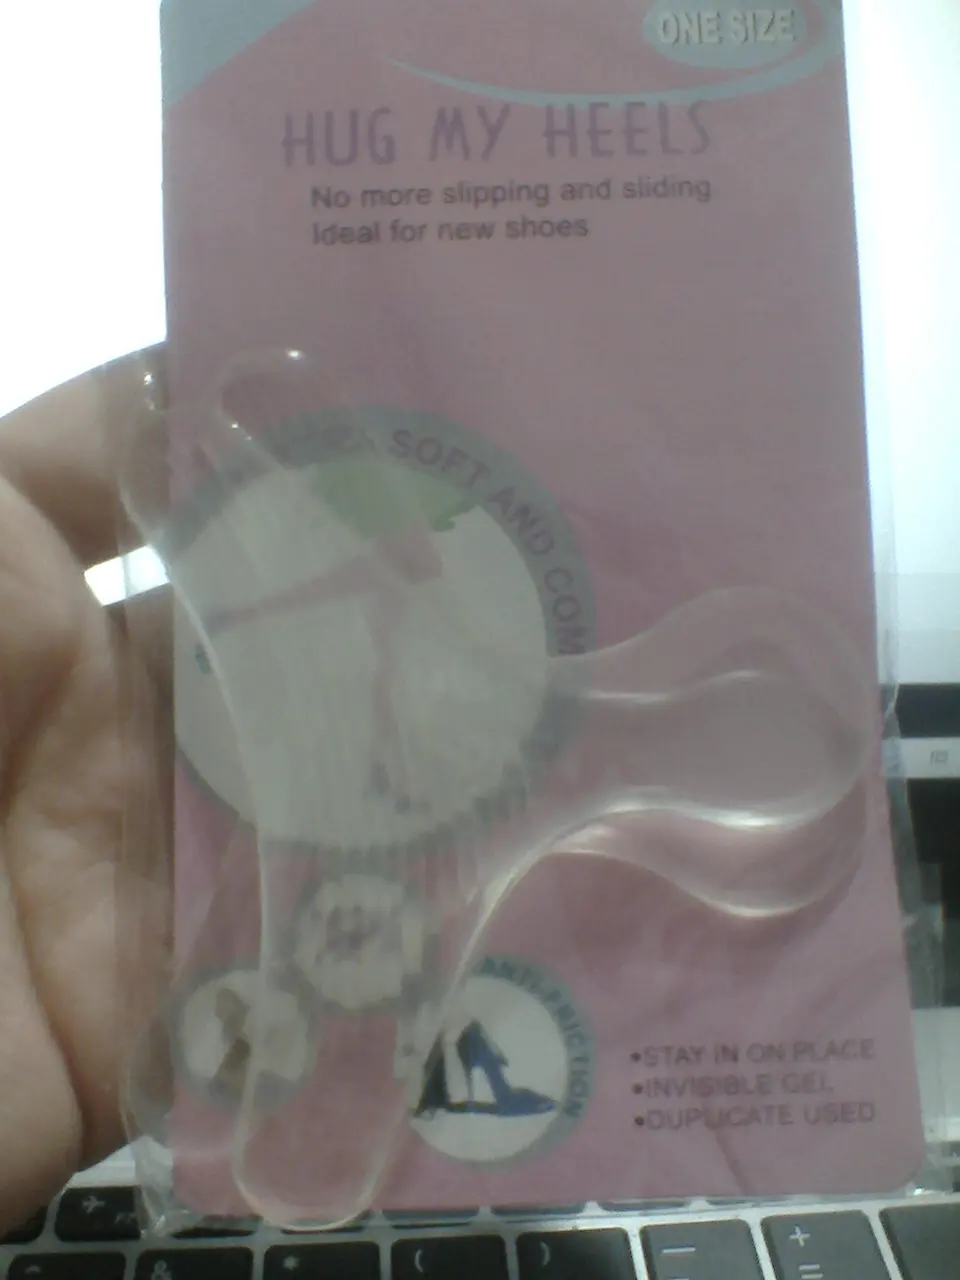 ONE SIZE
HUG MY HEELS
No more slipping and sliding
Ideal for new shoes
SOFT AND COM
ANTI-FRICTION
•STAY IN ON PLACE
•INVISIBLE GEL
•DUPLICATE USED
+
&
*
(
)
—
+
=